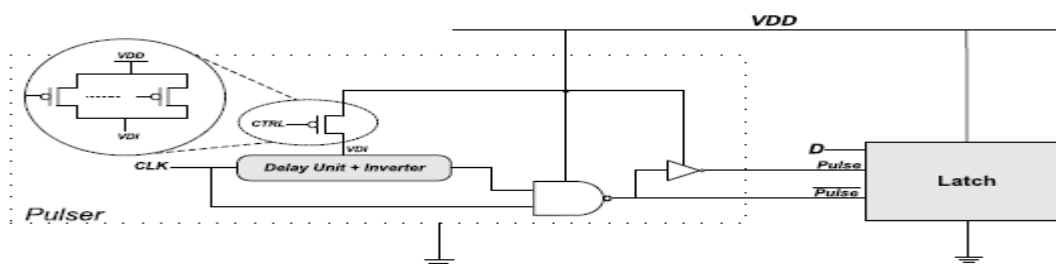 VDD
VDD
VDI
CTRL
VDI
CLK
Delay Unit + Inverter
D
Pulse
Pulse
Latch
Pulser